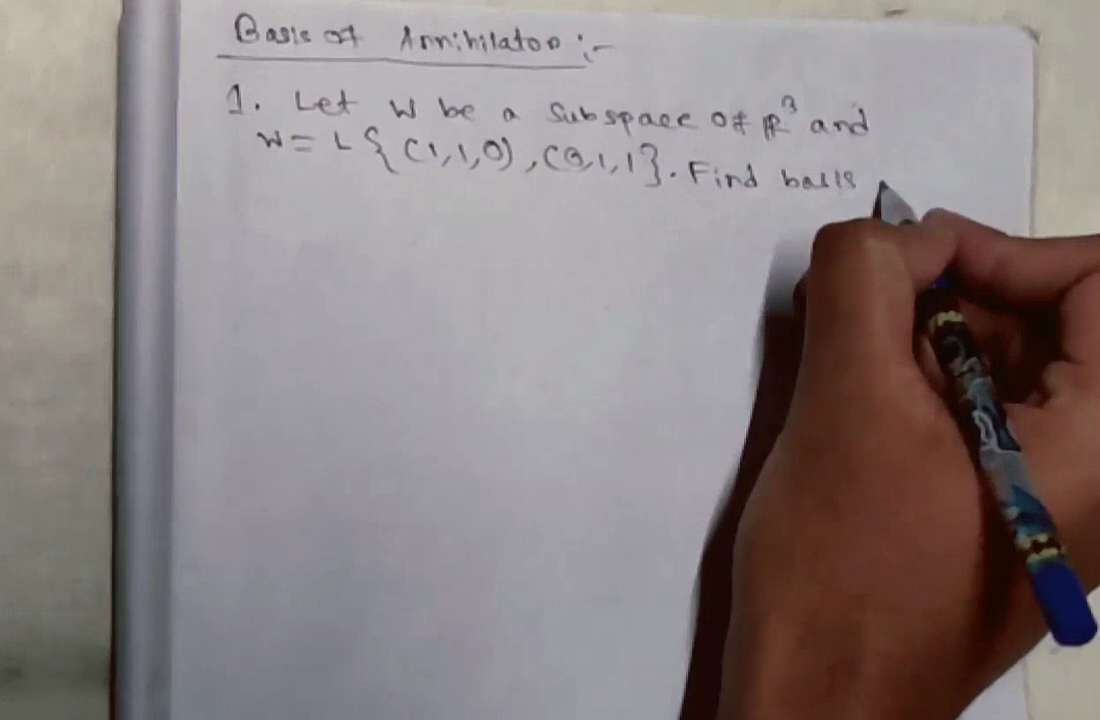 Basis of Annihilator :-
1. Let W be a subspace of ℝ³ and
W = L { (1,1,0), (0,1,1 }. Find basis